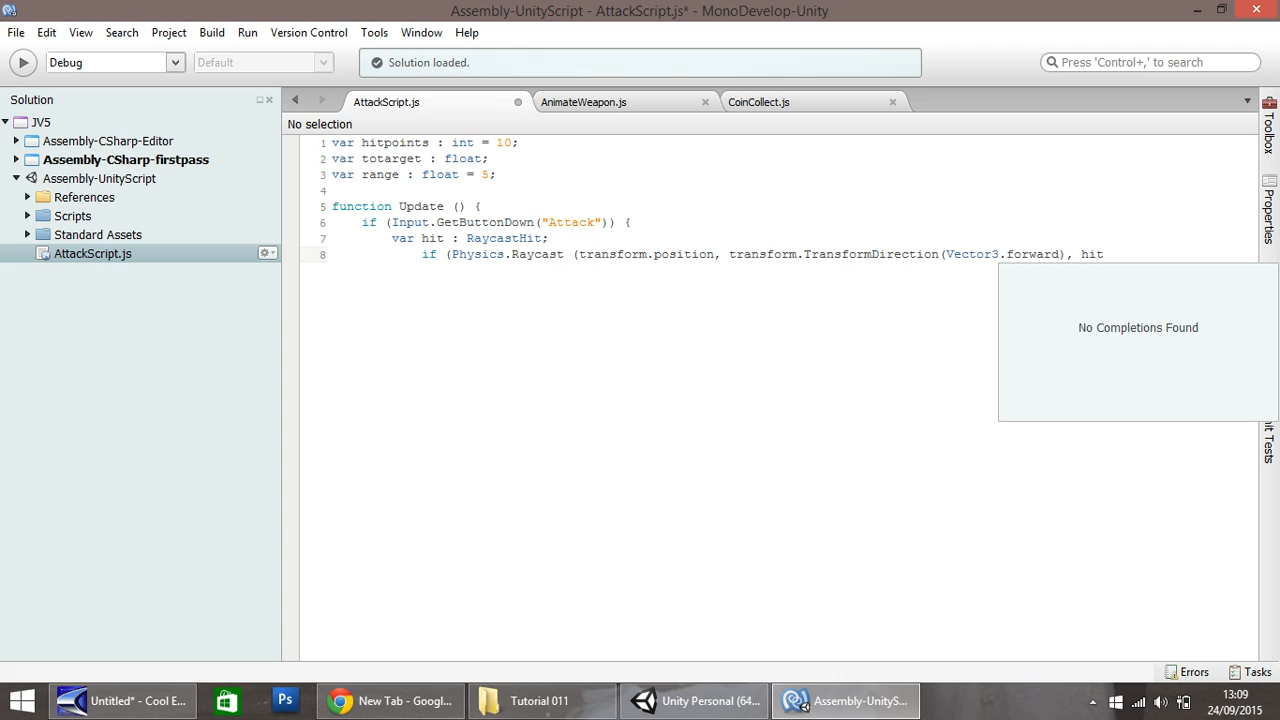 Assembly-UnityScript - AttackScript.js* - MonoDevelop-Unity
File Edit View Search Project Build Run Version Control Tools Window Help
Debug Default Solution loaded. Press 'Control+,' to search
Solution
JV5
Assembly-CSharp-Editor
Assembly-CSharp-firstpass
Assembly-UnityScript
References
Scripts
Standard Assets
AttackScript.js
AttackScript.js AnimateWeapon.js CoinCollect.js
No selection
1 var hitpoints : int = 10;
2 var totarget : float;
3 var range : float = 5;
4
5 function Update () {
6 if (Input.GetButtonDown("Attack")) {
7 var hit : RaycastHit;
8 if (Physics.Raycast (transform.position, transform.TransformDirection(Vector3.forward), hit
No Completions Found
Toolbox
Properties
it Tests
Errors Tasks
Untitled* - Cool E...
Ps
New Tab - Googl...
Tutorial 011
Unity Personal (64...
Assembly-UnityS...
13:09
24/09/2015